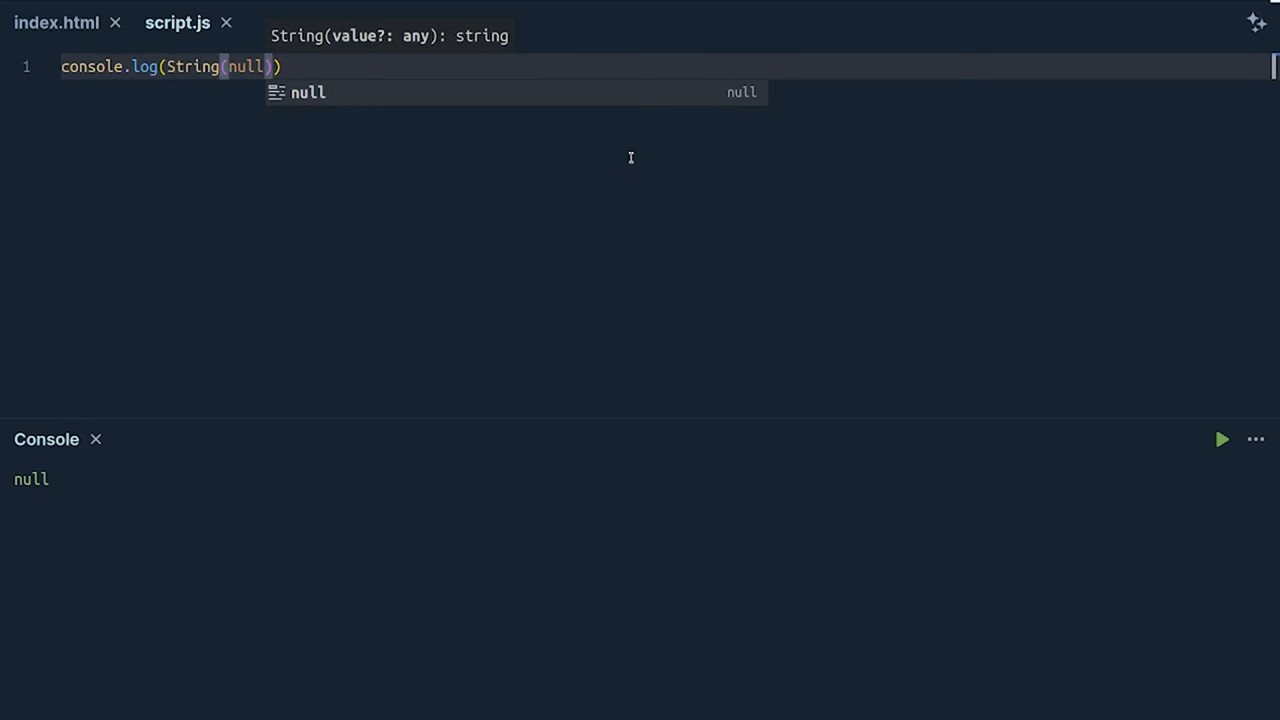 index.html script.js
String(value?: any): string
1 console.log(String(null))
null null
Console
null